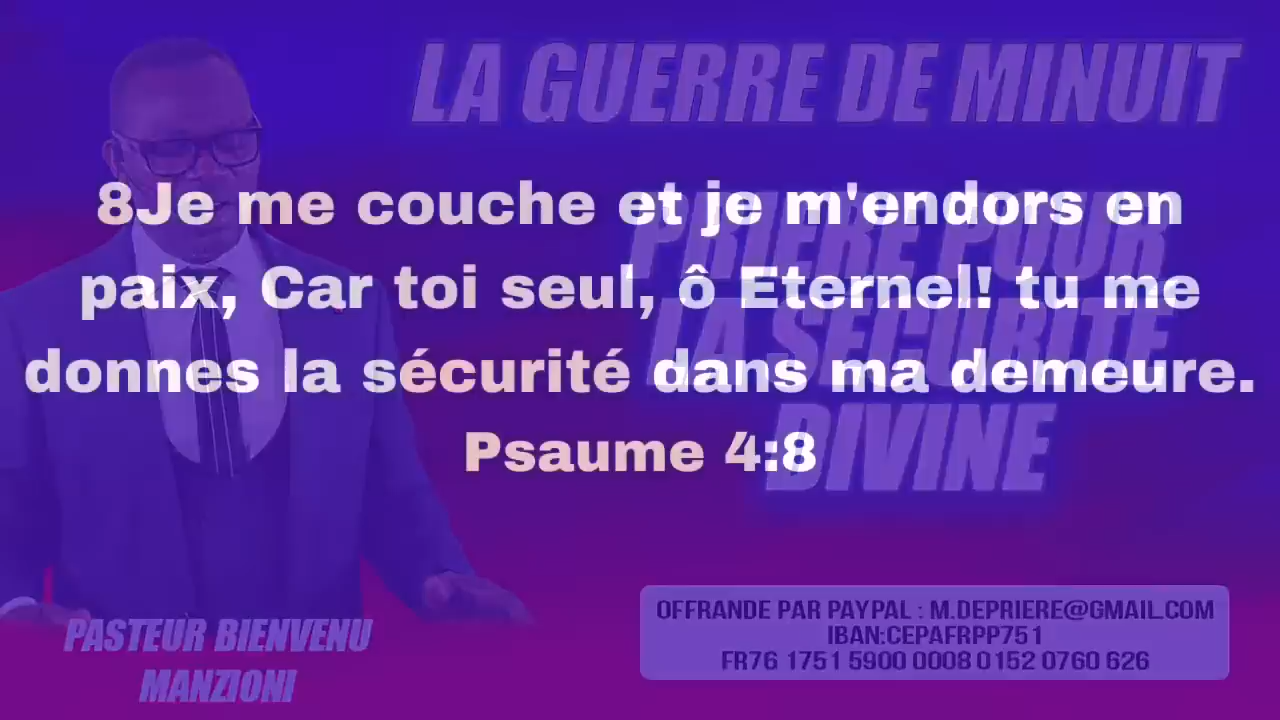 LA GUERRE DE MINUIT
8Je me couche et je m'endors en
paix, Car toi seul, ô Eternel! tu me
donnes la sécurité dans ma demeure.
Psaume 4:8
PRIÈRE POUR
LA SÉCURITÉ
DIVINE
PASTEUR BIENVENU
MANZIONI
OFFRANDE PAR PAYPAL : M.DEPRIERE@GMAIL.COM
IBAN:CEPAFRPP751
FR76 1751 5900 0008 0152 0760 626